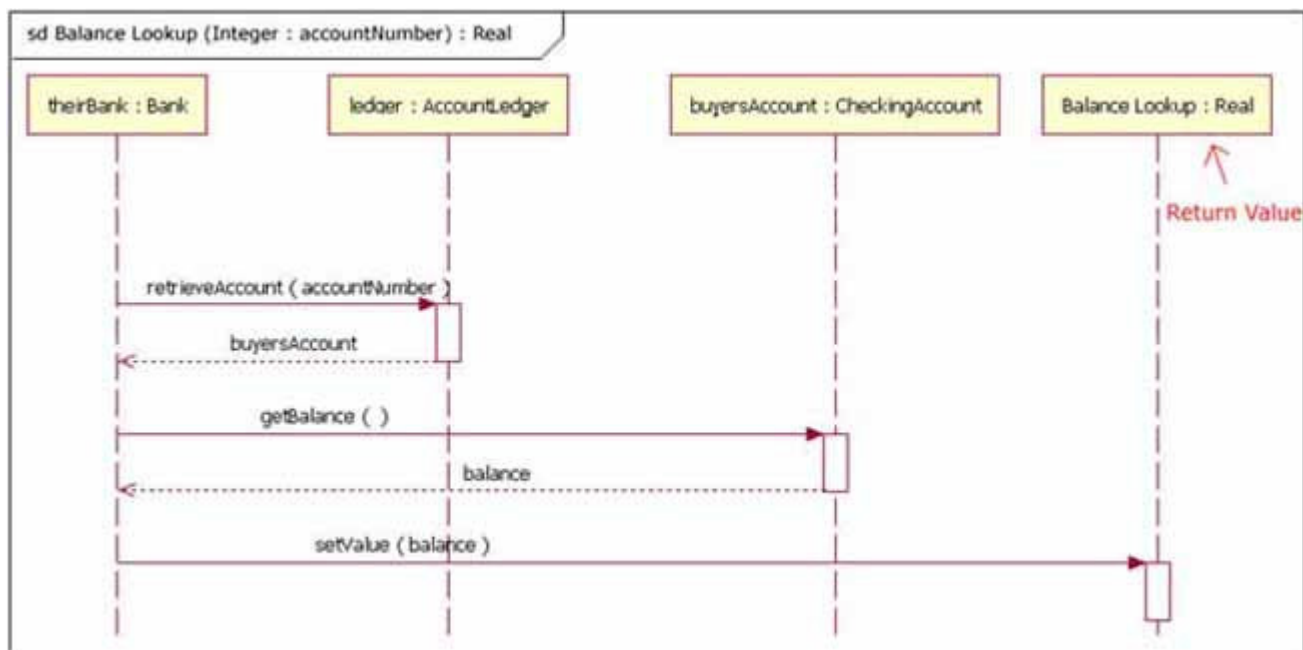 sd Balance Lookup (Integer : accountNumber) : Real
theirBank : Bank
ledger : AccountLedger
buyersAccount : CheckingAccount
Balance Lookup : Real
Return Value
retrieveAccount ( accountNumber )
buyersAccount
getBalance ( )
balance
setValue ( balance )